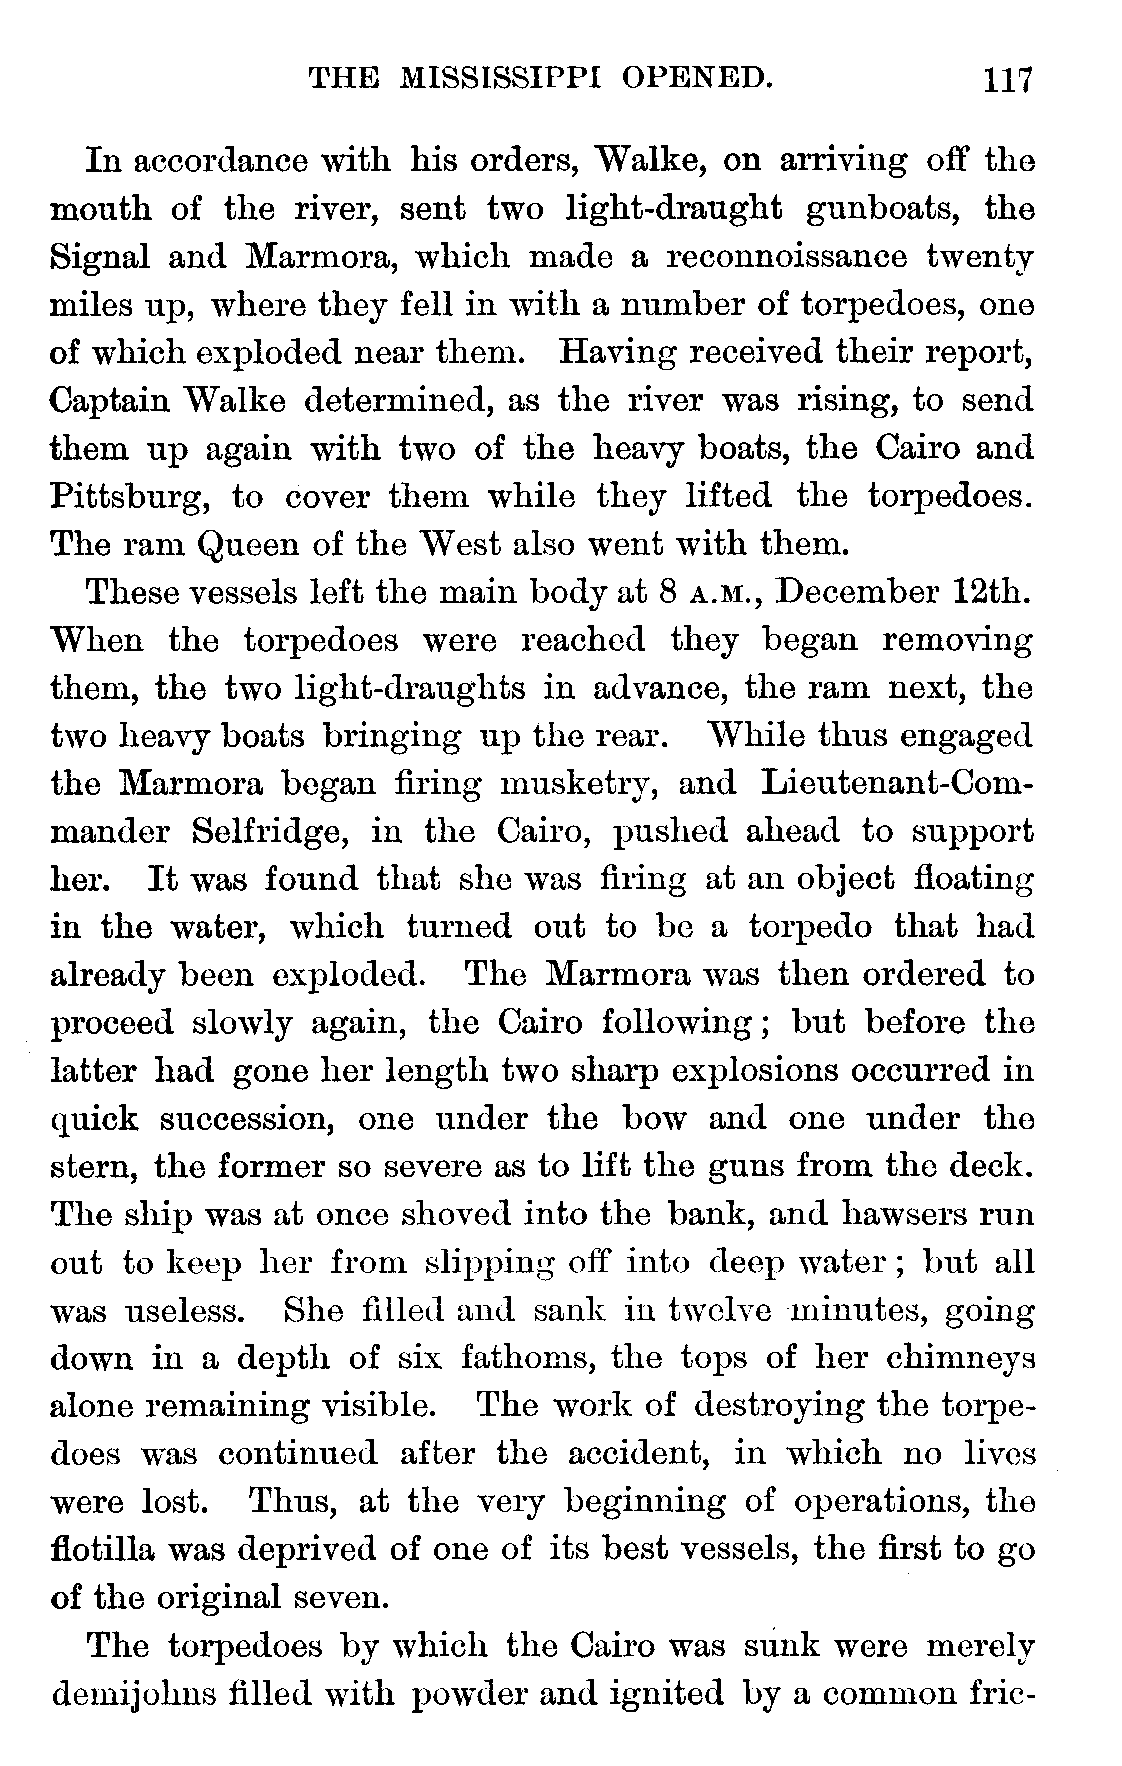 THE MISSISSIPPI OPENED. 117
In accordance with his orders, Walke, on arriving off the
mouth of the river, sent two light-draught gunboats, the
Signal and Marmora, which made a reconnoissance twenty
miles up, where they fell in with a number of torpedoes, one
of which exploded near them. Having received their report,
Captain Walke determined, as the river was rising, to send
them up again with two of the heavy boats, the Cairo and
Pittsburg, to cover them while they lifted the torpedoes.
The ram Queen of the West also went with them.
These vessels left the main body at 8 A.M., December 12th.
When the torpedoes were reached they began removing
them, the two light-draughts in advance, the ram next, the
two heavy boats bringing up the rear. While thus engaged
the Marmora began firing musketry, and Lieutenant-Com-
mander Selfridge, in the Cairo, pushed ahead to support
her. It was found that she was firing at an object floating
in the water, which turned out to be a torpedo that had
already been exploded. The Marmora was then ordered to
proceed slowly again, the Cairo following; but before the
latter had gone her length two sharp explosions occurred in
quick succession, one under the bow and one under the
stern, the former so severe as to lift the guns from the deck.
The ship was at once shoved into the bank, and hawsers run
out to keep her from slipping off into deep water; but all
was useless. She filled and sank in twelve minutes, going
down in a depth of six fathoms, the tops of her chimneys
alone remaining visible. The work of destroying the torpe-
does was continued after the accident, in which no lives
were lost. Thus, at the very beginning of operations, the
flotilla was deprived of one of its best vessels, the first to go
of the original seven.
The torpedoes by which the Cairo was sunk were merely
demijohns filled with powder and ignited by a common fric-